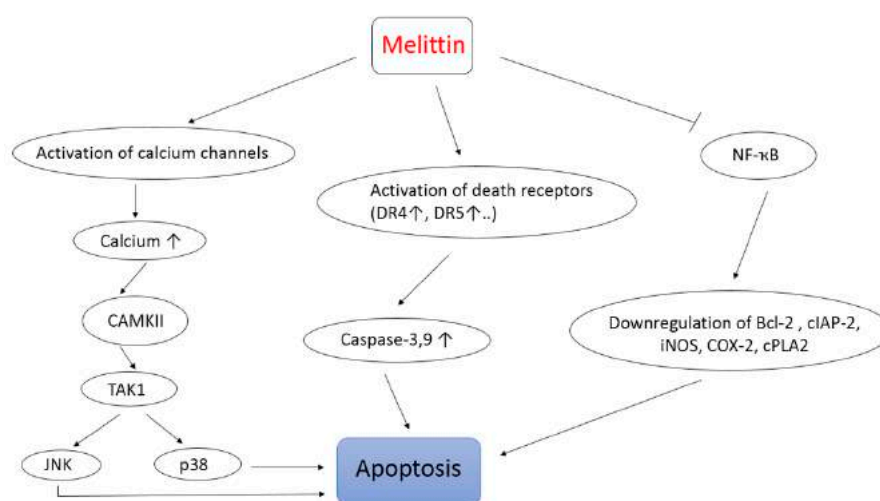 Melittin
Activation of calcium channels
NF-κB
Activation of death receptors
(DR4↑, DR5↑..)
Calcium ↑
CAMKII
Caspase-3,9 ↑
Downregulation of Bcl-2 , cIAP-2,
iNOS, COX-2, cPLA2
TAK1
JNK
p38
Apoptosis